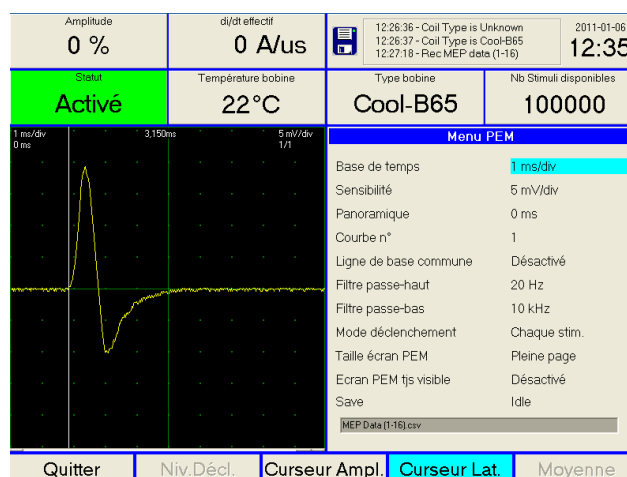 Amplitude
0 %
di/dt effectif
0 A/us
12:26:36 - Coil Type is Unknown
12:26:37 - Coil Type is Cool-B65
12:27:18 - Rec MEP data (1-16)
2011-01-06
12:35
Statut
Activé
Température bobine
22°C
Type bobine
Cool-B65
Nb Stimuli disponibles
100000
1 ms/div
3,150ms
5 mV/div
0 ms
1/1
Menu PEM
Base de temps
1 ms/div
Sensibilité
5 mV/div
Panoramique
0 ms
Courbe n°
1
Ligne de base commune
Désactivé
Filtre passe-haut
20 Hz
Filtre passe-bas
10 kHz
Mode déclenchement
Chaque stim.
Taille écran PEM
Pleine page
Ecran PEM tjs visible
Désactivé
Save
Idle
MEP Data (1-16).csv
Quitter
Niv.Décl.
Curseur Ampl.
Curseur Lat.
Moyenne